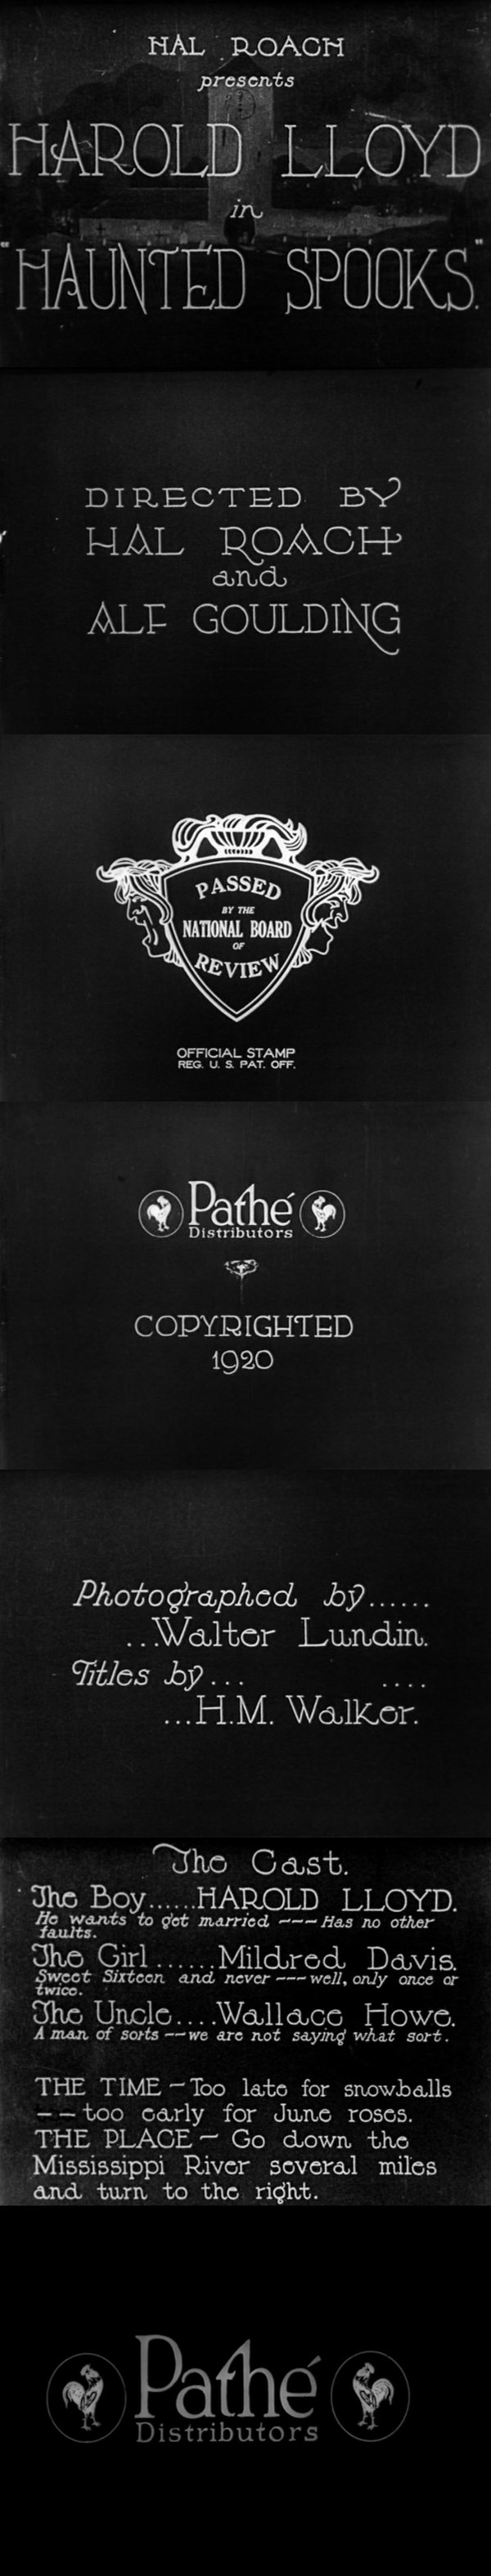 HAL ROACH
presents
HAROLD LLOYD
in
"HAUNTED SPOOKS."
DIRECTED BY
HAL ROACH
and
ALF GOULDING
PASSED
BY THE
NATIONAL BOARD
OF
REVIEW
OFFICIAL STAMP
REG. U. S. PAT. OFF.
Pathé
Distributors
COPYRIGHTED
1920
Photographed by......
...Walter Lundin.
Titles by... ....
...H.M. Walker.
The Cast.
The Boy......HAROLD LLOYD.
He wants to get married --- Has no other
faults.
The Girl......Mildred Davis.
Sweet Sixteen and never --- well, only once or
twice.
The Uncle....Wallace Howe.
A man of sorts -- we are not saying what sort.
THE TIME - Too late for snowballs
-- too early for June roses.
THE PLACE - Go down the
Mississippi River several miles
and turn to the right.
Pathé
Distributors